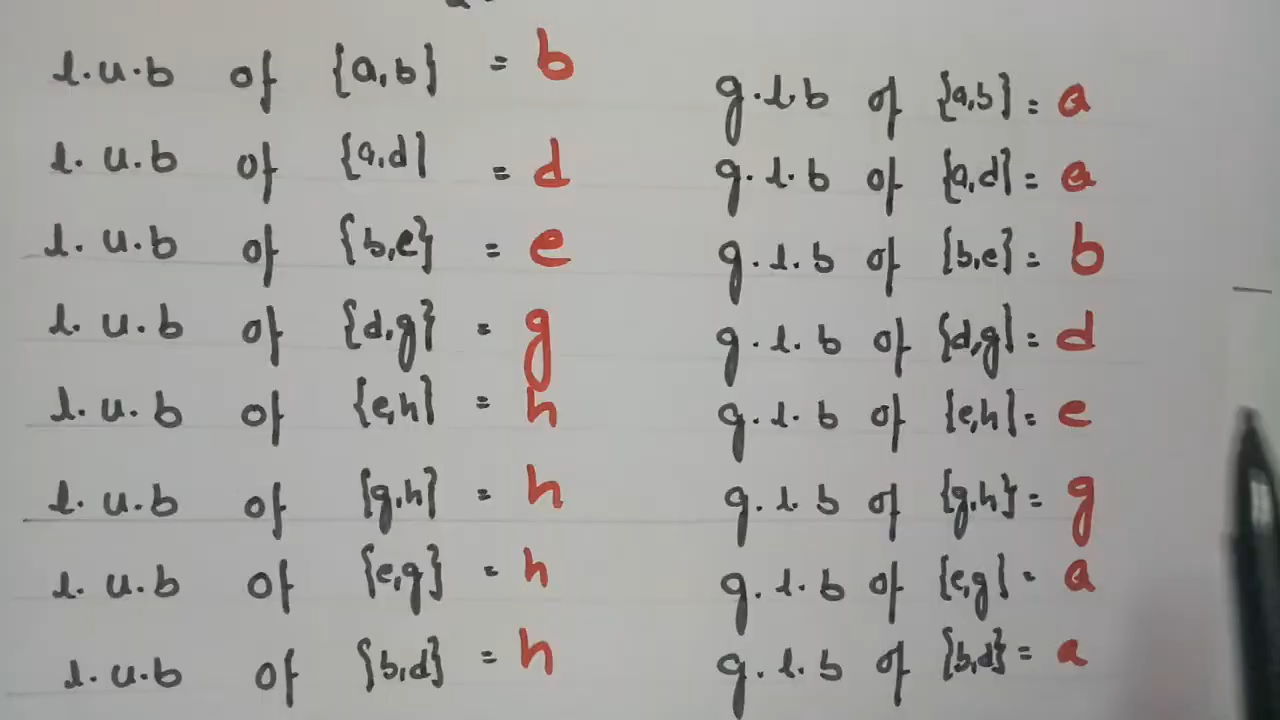 l.u.b of {a,b} = b
l.u.b of {a,d} = d
l.u.b of {b,e} = e
l.u.b of {d,g} = g
l.u.b of {e,h} = h
l.u.b of {g,h} = h
l.u.b of {e,g} = h
l.u.b of {b,d} = h
g.l.b of {a,b} = a
g.l.b of {a,d} = a
g.l.b of {b,e} = b
g.l.b of {d,g} = d
g.l.b of {e,h} = e
g.l.b of {g,h} = g
g.l.b of {e,g} = a
g.l.b of {b,d} = a